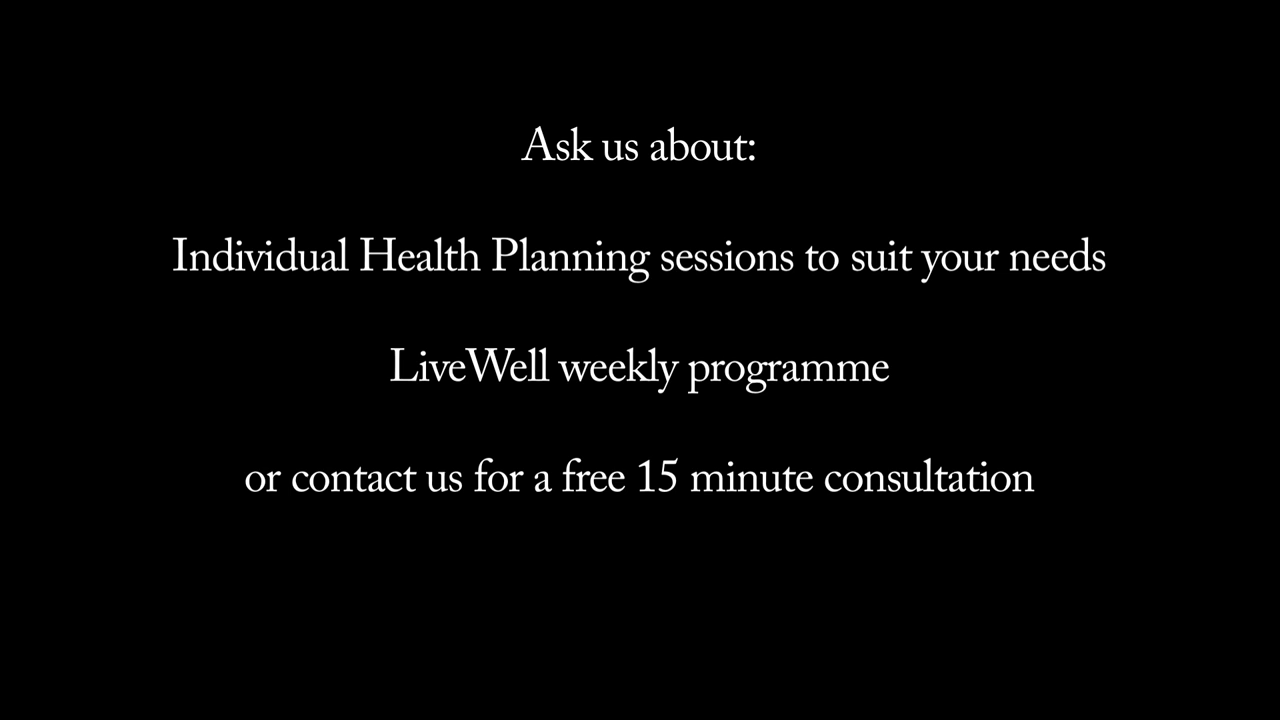 Ask us about:
Individual Health Planning sessions to suit your needs
LiveWell weekly programme
or contact us for a free 15 minute consultation